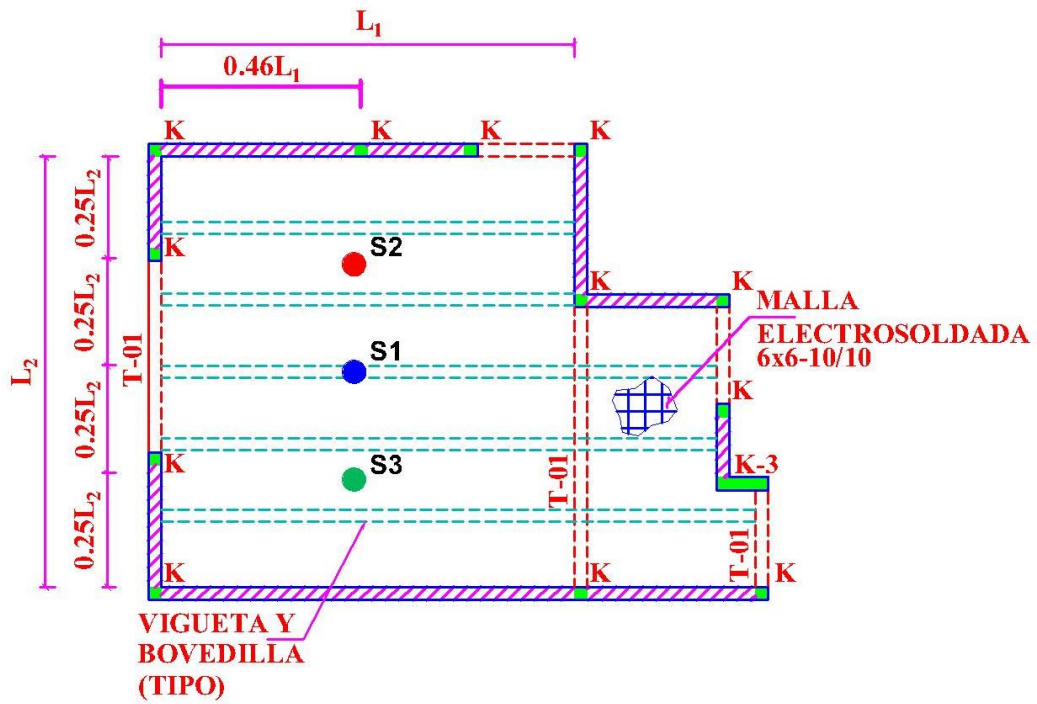 L₁
0.46L₁
K
K
K
K
0.25L₂
K
S2
K
K
MALLA
ELECTROSOLDADA
6x6-10/10
0.25L₂
L₂
T-01
S1
0.25L₂
K
K
S3
T-01
K-3
0.25L₂
T-01
K
K
K
VIGUETA Y
BOVEDILLA
(TIPO)